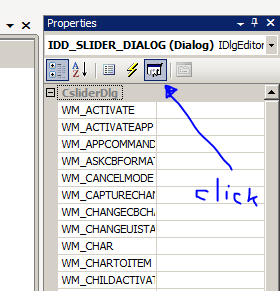 Properties
IDD_SLIDER_DIALOG (Dialog) IDlgEditor
CsliderDlg
WM_ACTIVATE
WM_ACTIVATEAPP
WM_APPCOMMAND
WM_ASKCBFORMAT
WM_CANCELMODE
WM_CAPTURECHAN
WM_CHANGECBCHA
WM_CHANGEUISTA
WM_CHAR
WM_CHARTOITEM
WM_CHILDACTIVAT
click